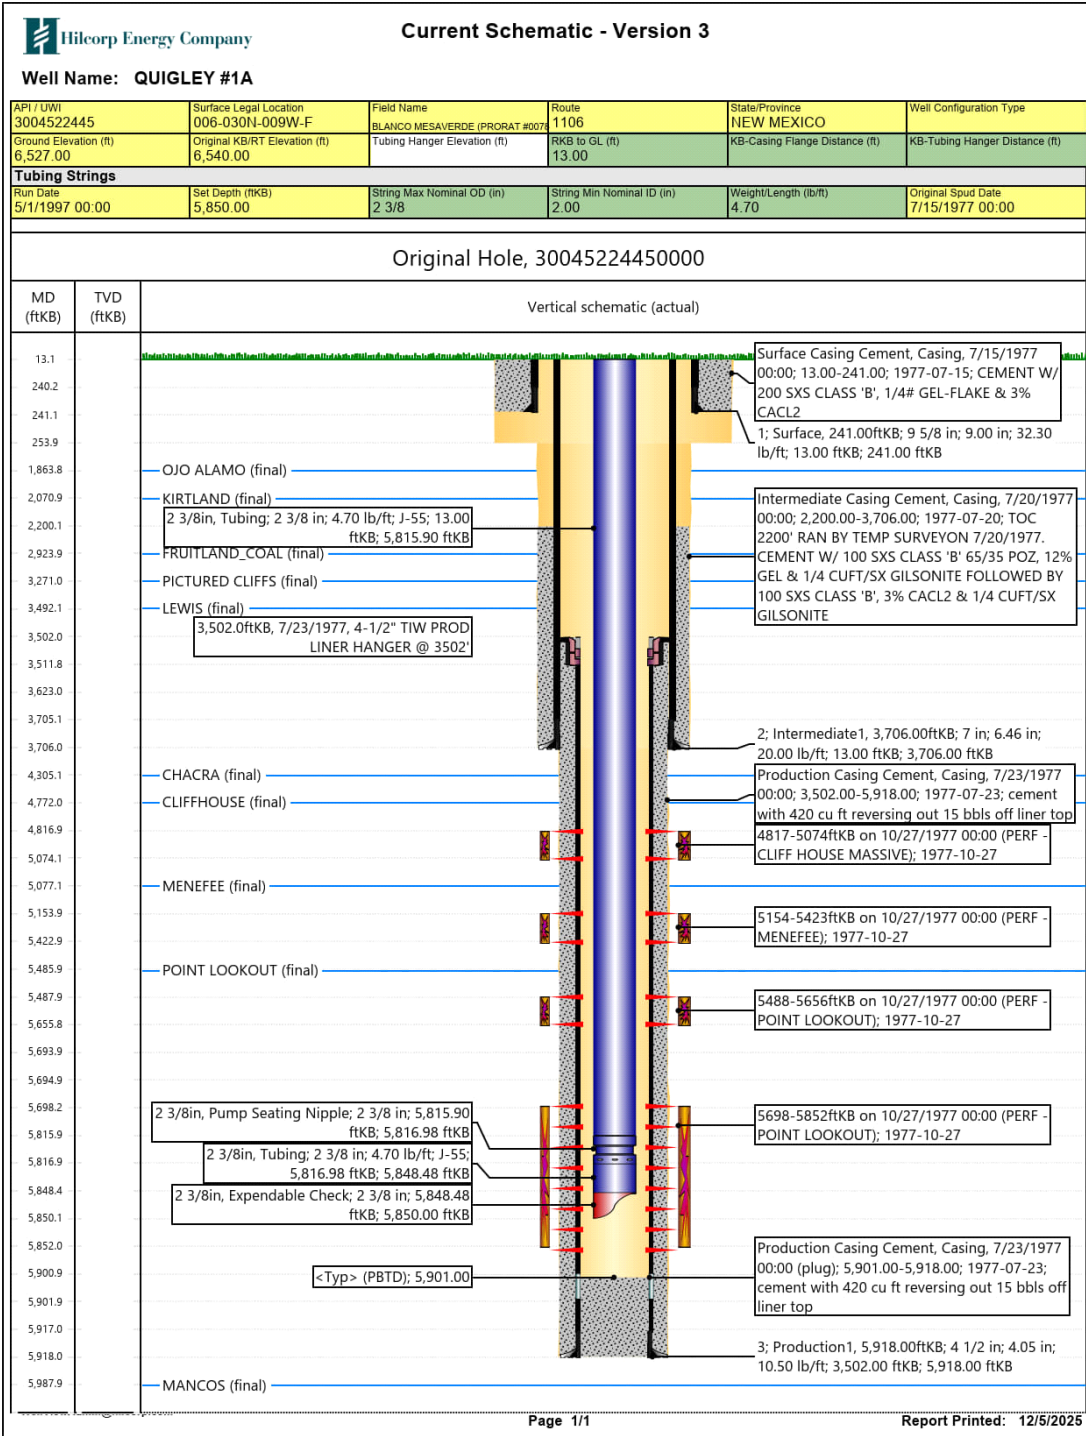 Hilcorp Energy Company
Current Schematic - Version 3
Well Name: QUIGLEY #1A
API / UWI
3004522445
Surface Legal Location
006-030N-009W-F
Field Name
BLANCO MESAVERDE (PRORAT #0078
Route
1106
State/Province
NEW MEXICO
Well Configuration Type
Ground Elevation (ft)
6,527.00
Original KB/RT Elevation (ft)
6,540.00
Tubing Hanger Elevation (ft)
RKB to GL (ft)
13.00
KB-Casing Flange Distance (ft)
KB-Tubing Hanger Distance (ft)
Tubing Strings
Run Date
5/1/1997 00:00
Set Depth (ftKB)
5,850.00
String Max Nominal OD (in)
2 3/8
String Min Nominal ID (in)
2.00
Weight/Length (lb/ft)
4.70
Original Spud Date
7/15/1977 00:00
Original Hole, 30045224450000
MD (ftKB)
TVD (ftKB)
Vertical schematic (actual)
13.1
240.2
241.1
253.9
1,863.8
2,070.9
2,200.1
2,923.9
3,271.0
3,492.1
3,502.0
3,511.8
3,623.0
3,705.1
3,706.0
4,305.1
4,772.0
4,816.9
5,074.1
5,077.1
5,153.9
5,422.9
5,485.9
5,487.9
5,655.8
5,693.9
5,694.9
5,698.2
5,815.9
5,816.9
5,848.4
5,850.1
5,852.0
5,900.9
5,901.9
5,917.0
5,918.0
5,987.9
OJO ALAMO (final)
KIRTLAND (final)
2 3/8in, Tubing; 2 3/8 in; 4.70 lb/ft; J-55; 13.00
ftKB; 5,815.90 ftKB
FRUITLAND_COAL (final)
PICTURED CLIFFS (final)
LEWIS (final)
3,502.0ftKB, 7/23/1977, 4-1/2" TIW PROD
LINER HANGER @ 3502'
CHACRA (final)
CLIFFHOUSE (final)
MENEFEE (final)
POINT LOOKOUT (final)
2 3/8in, Pump Seating Nipple; 2 3/8 in; 5,815.90
ftKB; 5,816.98 ftKB
2 3/8in, Tubing; 2 3/8 in; 4.70 lb/ft; J-55;
5,816.98 ftKB; 5,848.48 ftKB
2 3/8in, Expendable Check; 2 3/8 in; 5,848.48
ftKB; 5,850.00 ftKB
<Typ> (PBTD); 5,901.00
MANCOS (final)
Surface Casing Cement, Casing, 7/15/1977
00:00; 13.00-241.00; 1977-07-15; CEMENT W/
200 SXS CLASS 'B', 1/4# GEL-FLAKE & 3%
CACL2
1; Surface, 241.00ftKB; 9 5/8 in; 9.00 in; 32.30
lb/ft; 13.00 ftKB; 241.00 ftKB
Intermediate Casing Cement, Casing, 7/20/1977
00:00; 2,200.00-3,706.00; 1977-07-20; TOC
2200' RAN BY TEMP SURVEYON 7/20/1977.
CEMENT W/ 100 SXS CLASS 'B' 65/35 POZ, 12%
GEL & 1/4 CUFT/SX GILSONITE FOLLOWED BY
100 SXS CLASS 'B', 3% CACL2 & 1/4 CUFT/SX
GILSONITE
2; Intermediate1, 3,706.00ftKB; 7 in; 6.46 in;
20.00 lb/ft; 13.00 ftKB; 3,706.00 ftKB
Production Casing Cement, Casing, 7/23/1977
00:00; 3,502.00-5,918.00; 1977-07-23; cement
with 420 cu ft reversing out 15 bbls off liner top
4817-5074ftKB on 10/27/1977 00:00 (PERF -
CLIFF HOUSE MASSIVE); 1977-10-27
5154-5423ftKB on 10/27/1977 00:00 (PERF -
MENEFEE); 1977-10-27
5488-5656ftKB on 10/27/1977 00:00 (PERF -
POINT LOOKOUT); 1977-10-27
5698-5852ftKB on 10/27/1977 00:00 (PERF -
POINT LOOKOUT); 1977-10-27
Production Casing Cement, Casing, 7/23/1977
00:00 (plug); 5,901.00-5,918.00; 1977-07-23;
cement with 420 cu ft reversing out 15 bbls off
liner top
3; Production1, 5,918.00ftKB; 4 1/2 in; 4.05 in;
10.50 lb/ft; 3,502.00 ftKB; 5,918.00 ftKB
Page 1/1
Report Printed: 12/5/2025